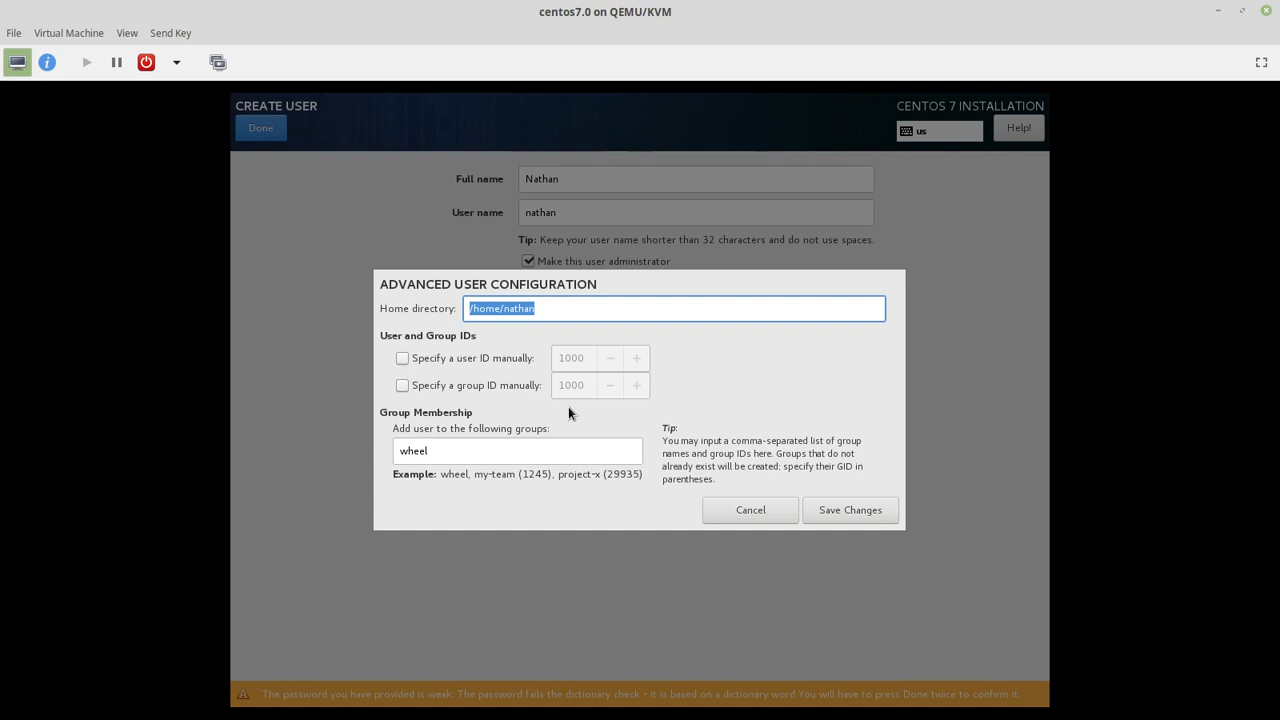 centos7.0 on QEMU/KVM
File Virtual Machine View Send Key
CREATE USER
CENTOS 7 INSTALLATION
Done
us
Help!
Full name Nathan
User name nathan
Tip: Keep your user name shorter than 32 characters and do not use spaces.
Make this user administrator
ADVANCED USER CONFIGURATION
Home directory: /home/nathan
User and Group IDs
Specify a user ID manually: 1000 − +
Specify a group ID manually: 1000 − +
Group Membership
Add user to the following groups:
wheel
Example: wheel, my-team (1245), project-x (29935)
Tip:
You may input a comma-separated list of group
names and group IDs here. Groups that do not
already exist will be created; specify their GID in
parentheses.
Cancel Save Changes
The password you have provided is weak: The password fails the dictionary check - it is based on a dictionary word You will have to press Done twice to confirm it.